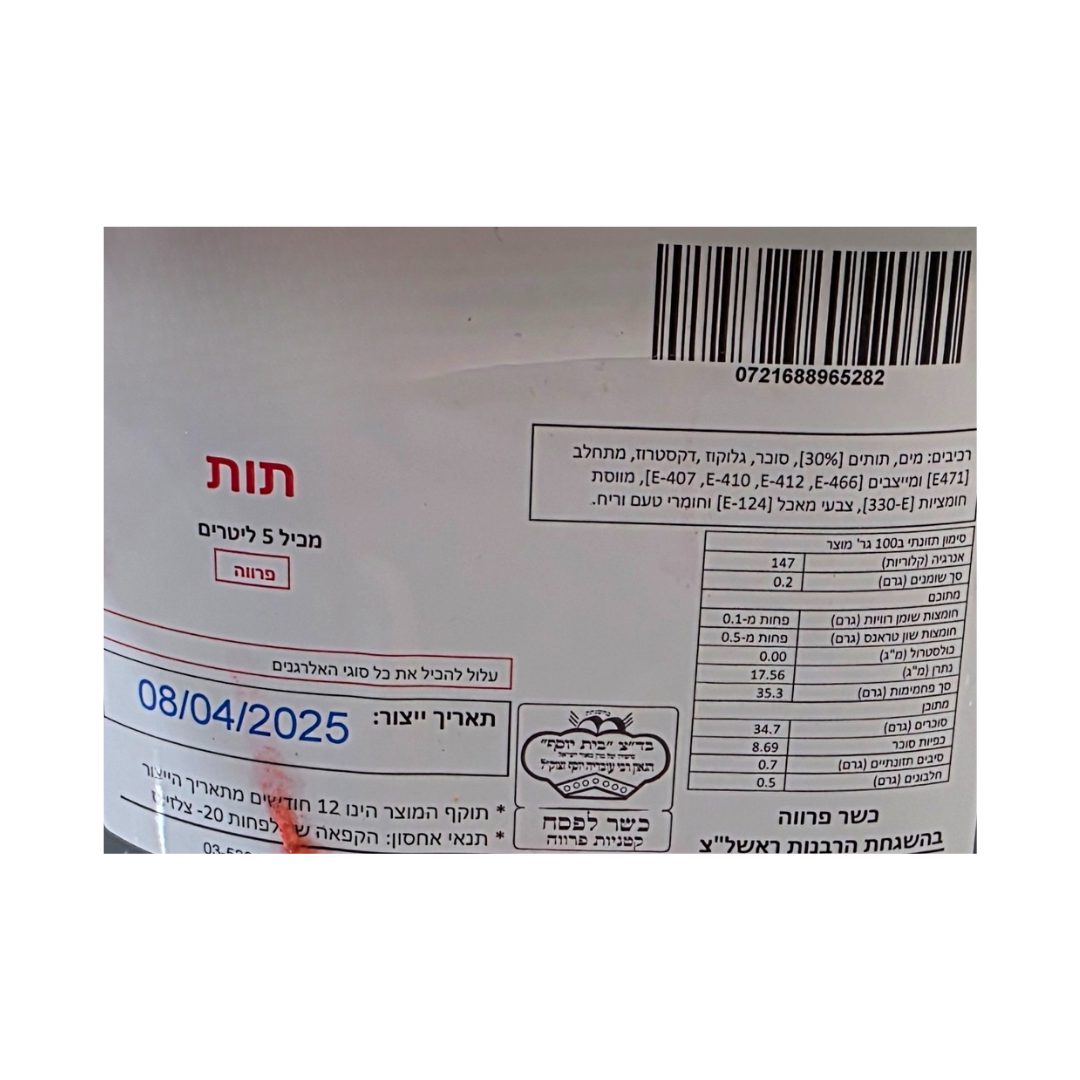 0721688965282
רכיבים: מים, תותים [30%], סוכר, גלוקוז ,דקסטרוז, מתחלב
[E471] ומייצבים [E-407 ,E-410 ,E-412 ,E-466], מווסת
חומציות [330-E], צבעי מאכל [E-124] וחומרי טעם וריח.
תות
מכיל 5 ליטרים
פרווה
סימון תזונתי ב100 גר' מוצר
אנרגיה (קלוריות) 147
סך שומנים (גרם) 0.2
מתוכם
חומצות שומן רוויות (גרם) פחות מ-0.1
חומצות שון טראנס (גרם) פחות מ-0.5
כולסטרול (מ"ג) 0.00
נתרן (מ"ג) 17.56
סך פחמימות (גרם) 35.3
מתוכן
סוכרים (גרם) 34.7
כפיות סוכר 8.69
סיבים תזונתיים (גרם) 0.7
חלבונים (גרם) 0.5
כשר פרווה
בהשגחת הרבנות ראשל"צ
עלול להכיל את כל סוגי האלרגנים
תאריך ייצור: 08/04/2025
* תוקף המוצר הינו 12 חודשים מתאריך הייצור
* תנאי אחסון: הקפאה של לפחות 20- צלזיוס
בד"צ "בית יוסף"
כשר לפסח
קטניות פרווה